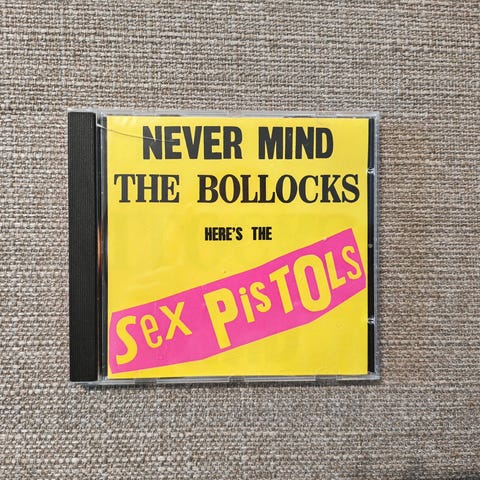 NEVER MIND
THE BOLLOCKS
HERE'S THE
Sex PiSTOLS